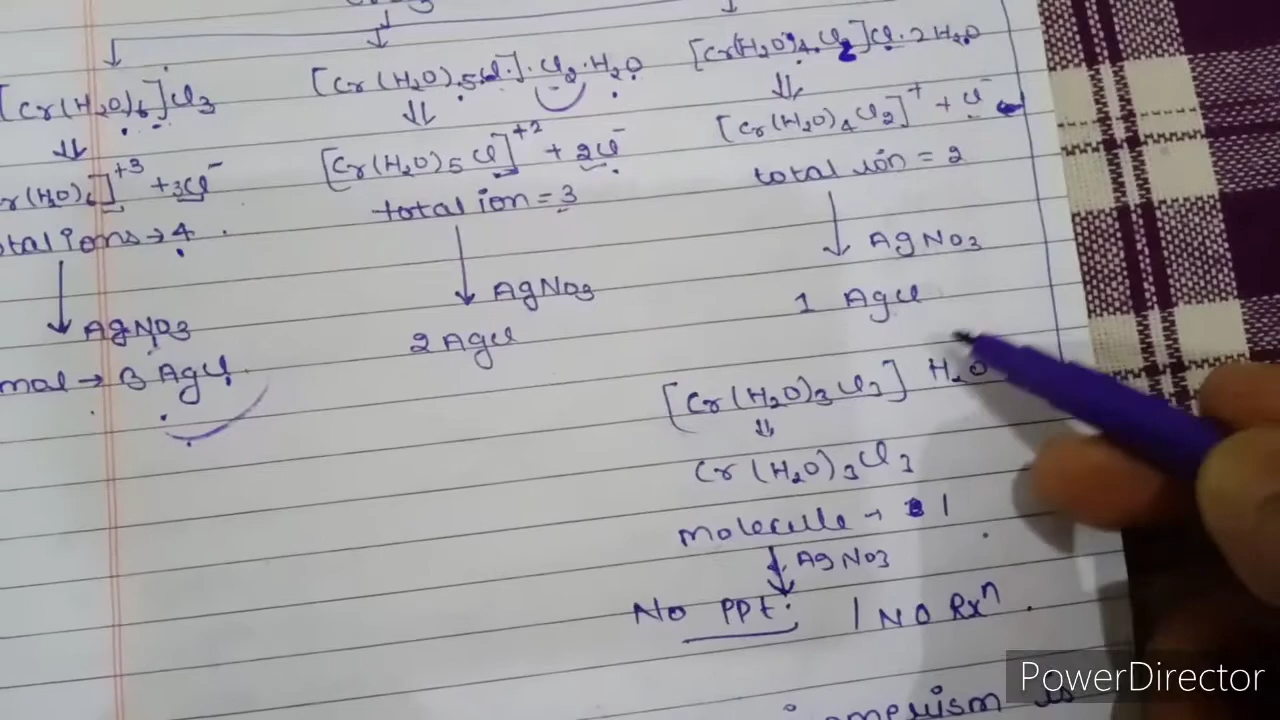 [Cr(H2O)6]Cl3
[Cr(H2O)5Cl]·Cl2·H2O
[Cr(H2O)4Cl2]Cl·2H2O
⇓
⇓
⇓
r(H2O)6]+3 + 3Cl-
[Cr(H2O)5Cl]+2 + 2Cl-
[Cr(H2O)4Cl2]+ + Cl-
otal ions → 4
total ion = 3
total ion = 2
↓ AgNO3
↓ AgNO3
↓ AgNO3
mol → 3 AgCl
2 AgCl
1 AgCl
[Cr(H2O)3Cl3] H2O
⇓
Cr(H2O)3Cl3
molecule → 1
↓ AgNO3
No PPt. / NO Rxn.
PowerDirector